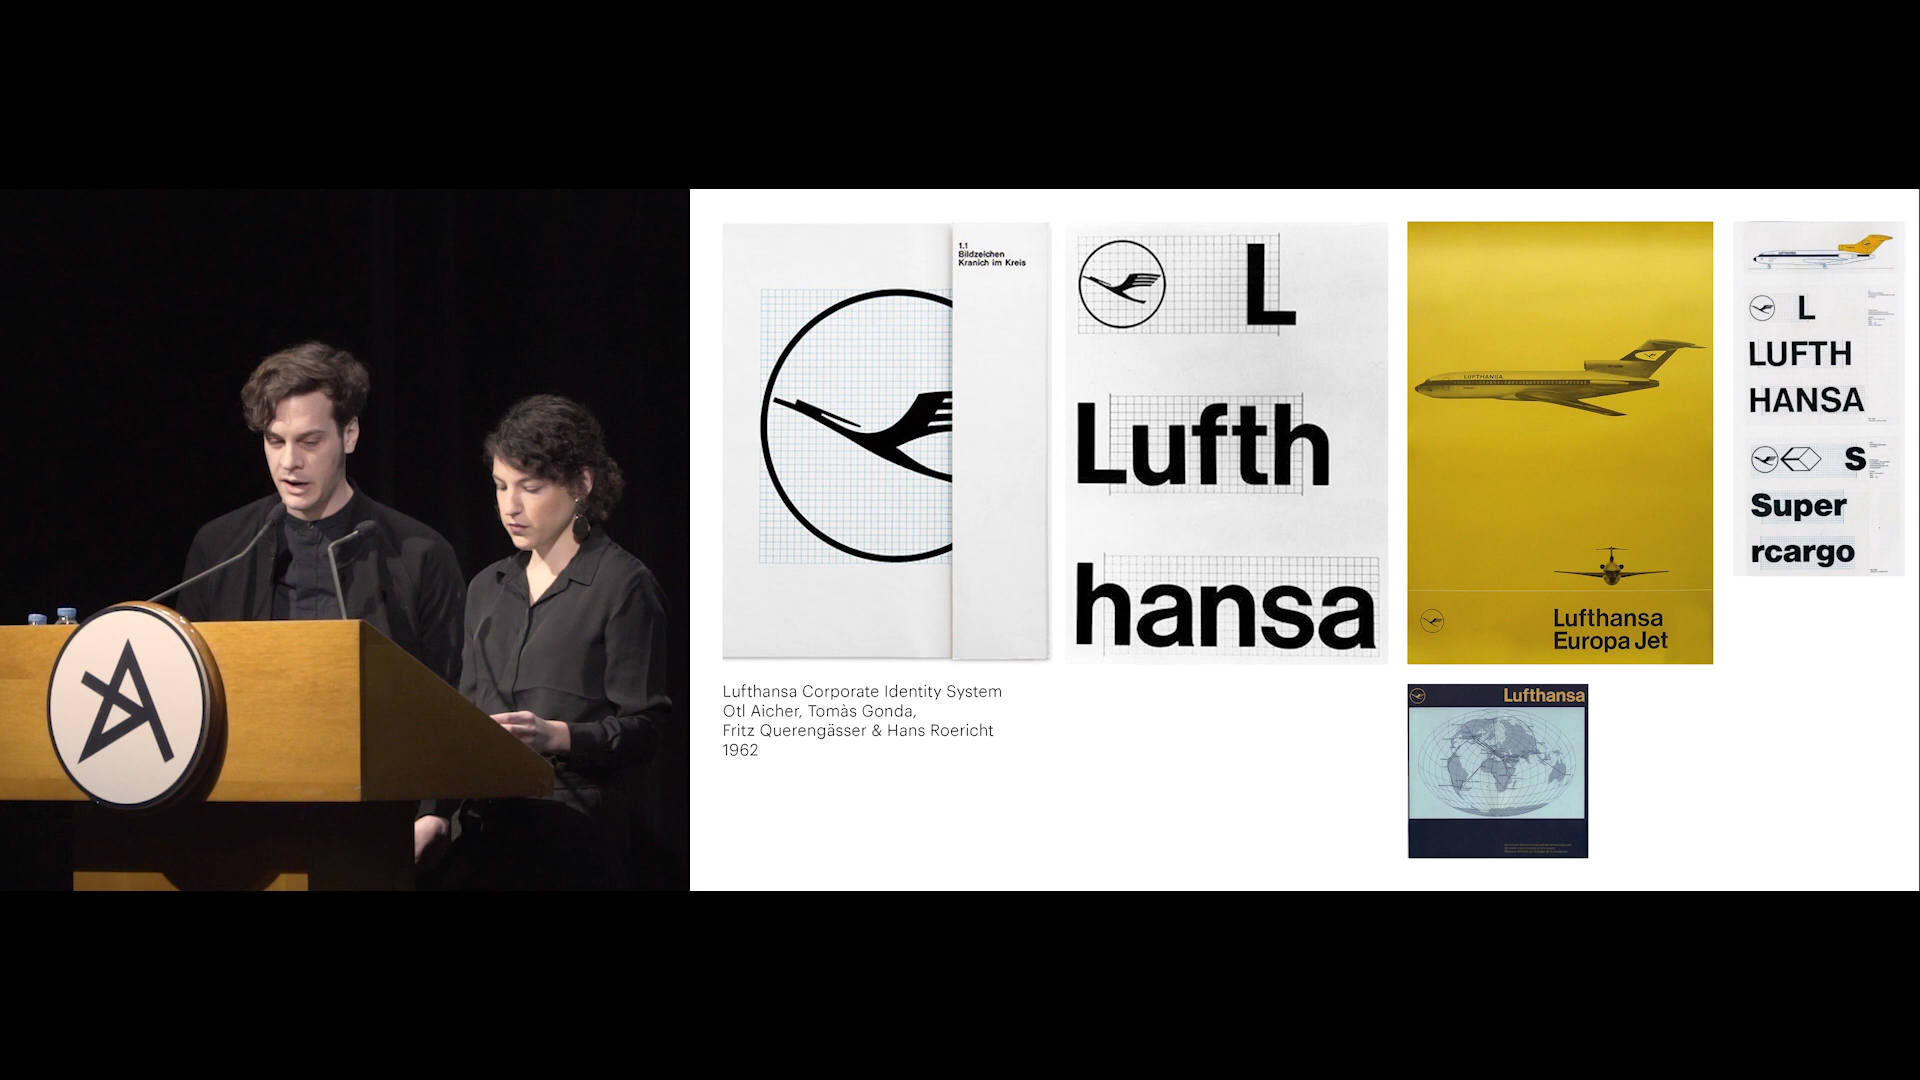 1.1
Bildzeichen
Kranich im Kreis
L
Lufth
hansa
LUFTHANSA
Lufthansa
Europa Jet
L
LUFTH
HANSA
S
Super
rcargo
Lufthansa
Lufthansa Corporate Identity System
Otl Aicher, Tomàs Gonda,
Fritz Querengässer & Hans Roericht
1962